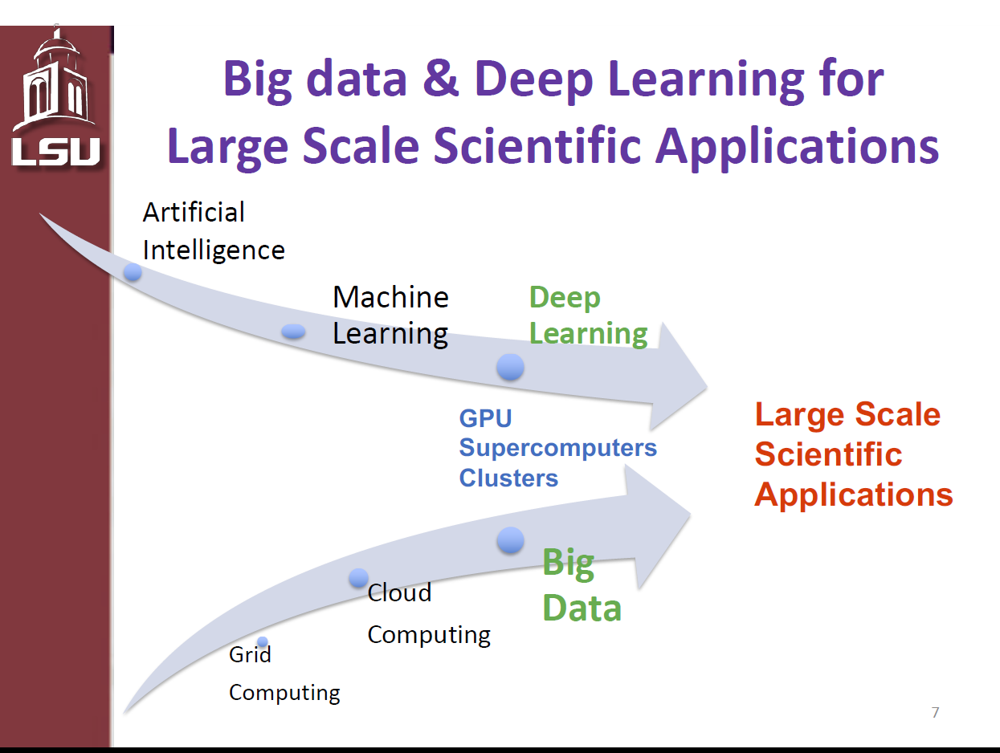 LSU
Big data & Deep Learning for
Large Scale Scientific Applications
Artificial
Intelligence
Machine
Learning
Deep
Learning
GPU
Supercomputers
Clusters
Large Scale
Scientific
Applications
Big
Data
Cloud
Computing
Grid
Computing
7